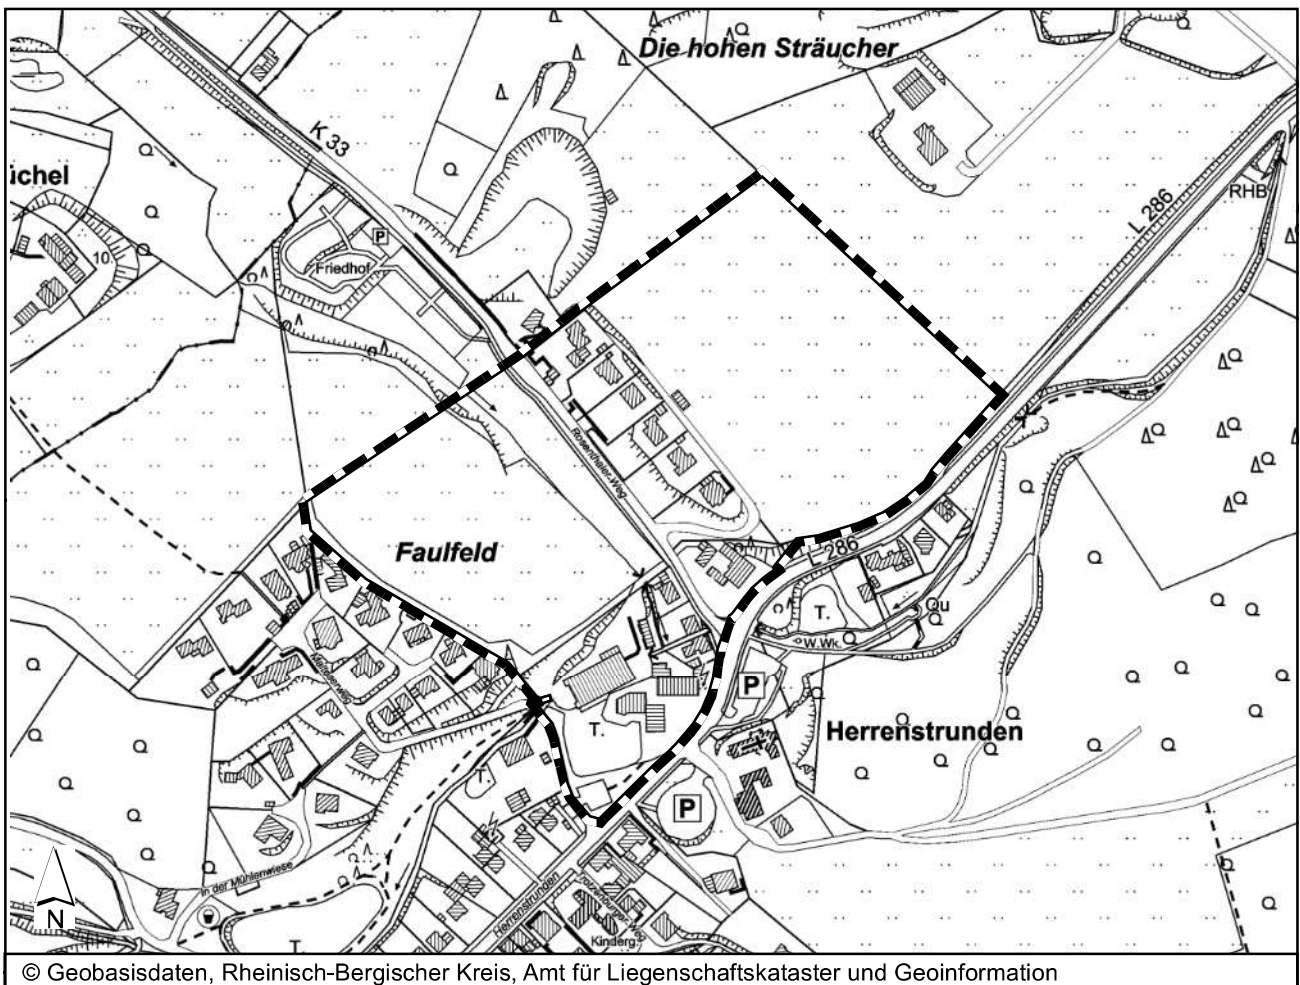 Die hohen Sträucher
K 33
üchel
RHB
L 286
P
10
Friedhof
Rosenthaler Weg
Faulfeld
L 286
Qu
T.
W.Wk.
P
Herrenstrunden
T.
T.
P
In der Mühlenwiese
Herrenstrunden
Kinderg.
T.
N
© Geobasisdaten, Rheinisch-Bergischer Kreis, Amt für Liegenschaftskataster und Geoinformation